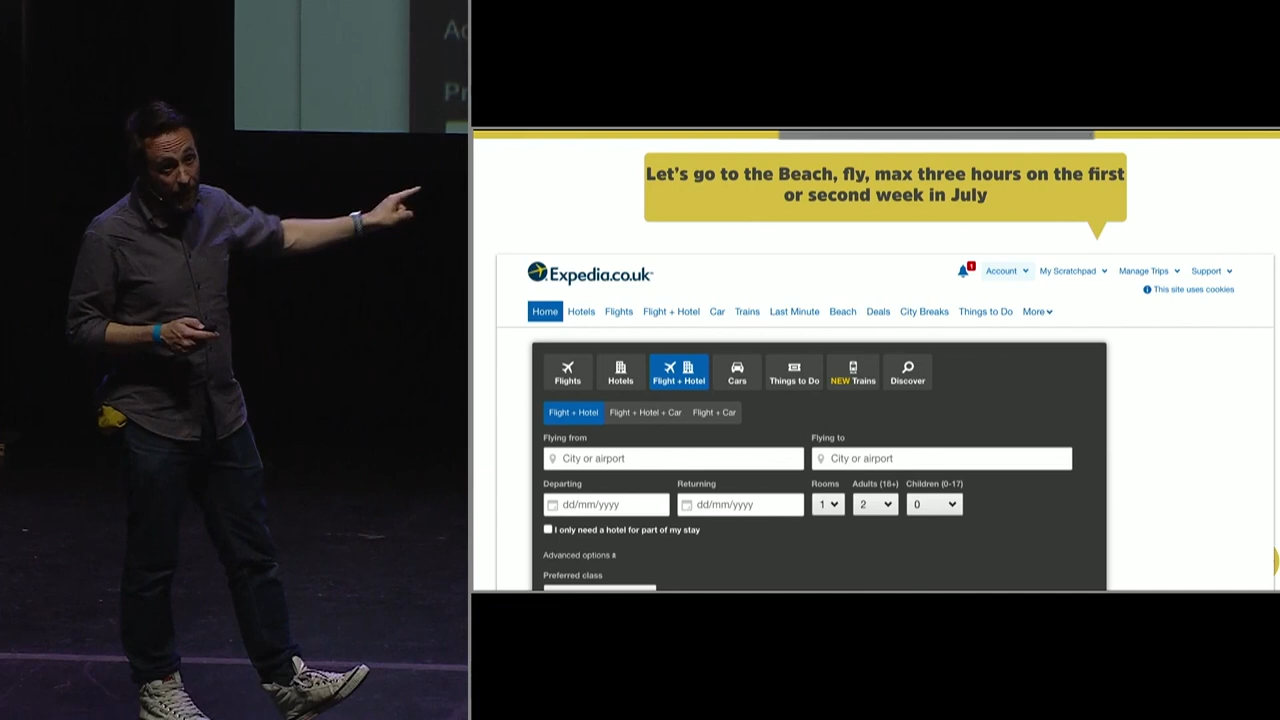 Ac
Pr
Let's go to the Beach, fly, max three hours on the first
or second week in July
Expedia.co.uk
1
Account
My Scratchpad
Manage Trips
Support
This site uses cookies
Home Hotels Flights Flight + Hotel Car Trains Last Minute Beach Deals City Breaks Things to Do More
Flights Hotels Flight + Hotel Cars Things to Do NEW Trains Discover
Flight + Hotel Flight + Hotel + Car Flight + Car
Flying from Flying to
City or airport City or airport
Departing Returning Rooms Adults (18+) Children (0-17)
dd/mm/yyyy dd/mm/yyyy 1 2 0
I only need a hotel for part of my stay
Advanced options
Preferred class